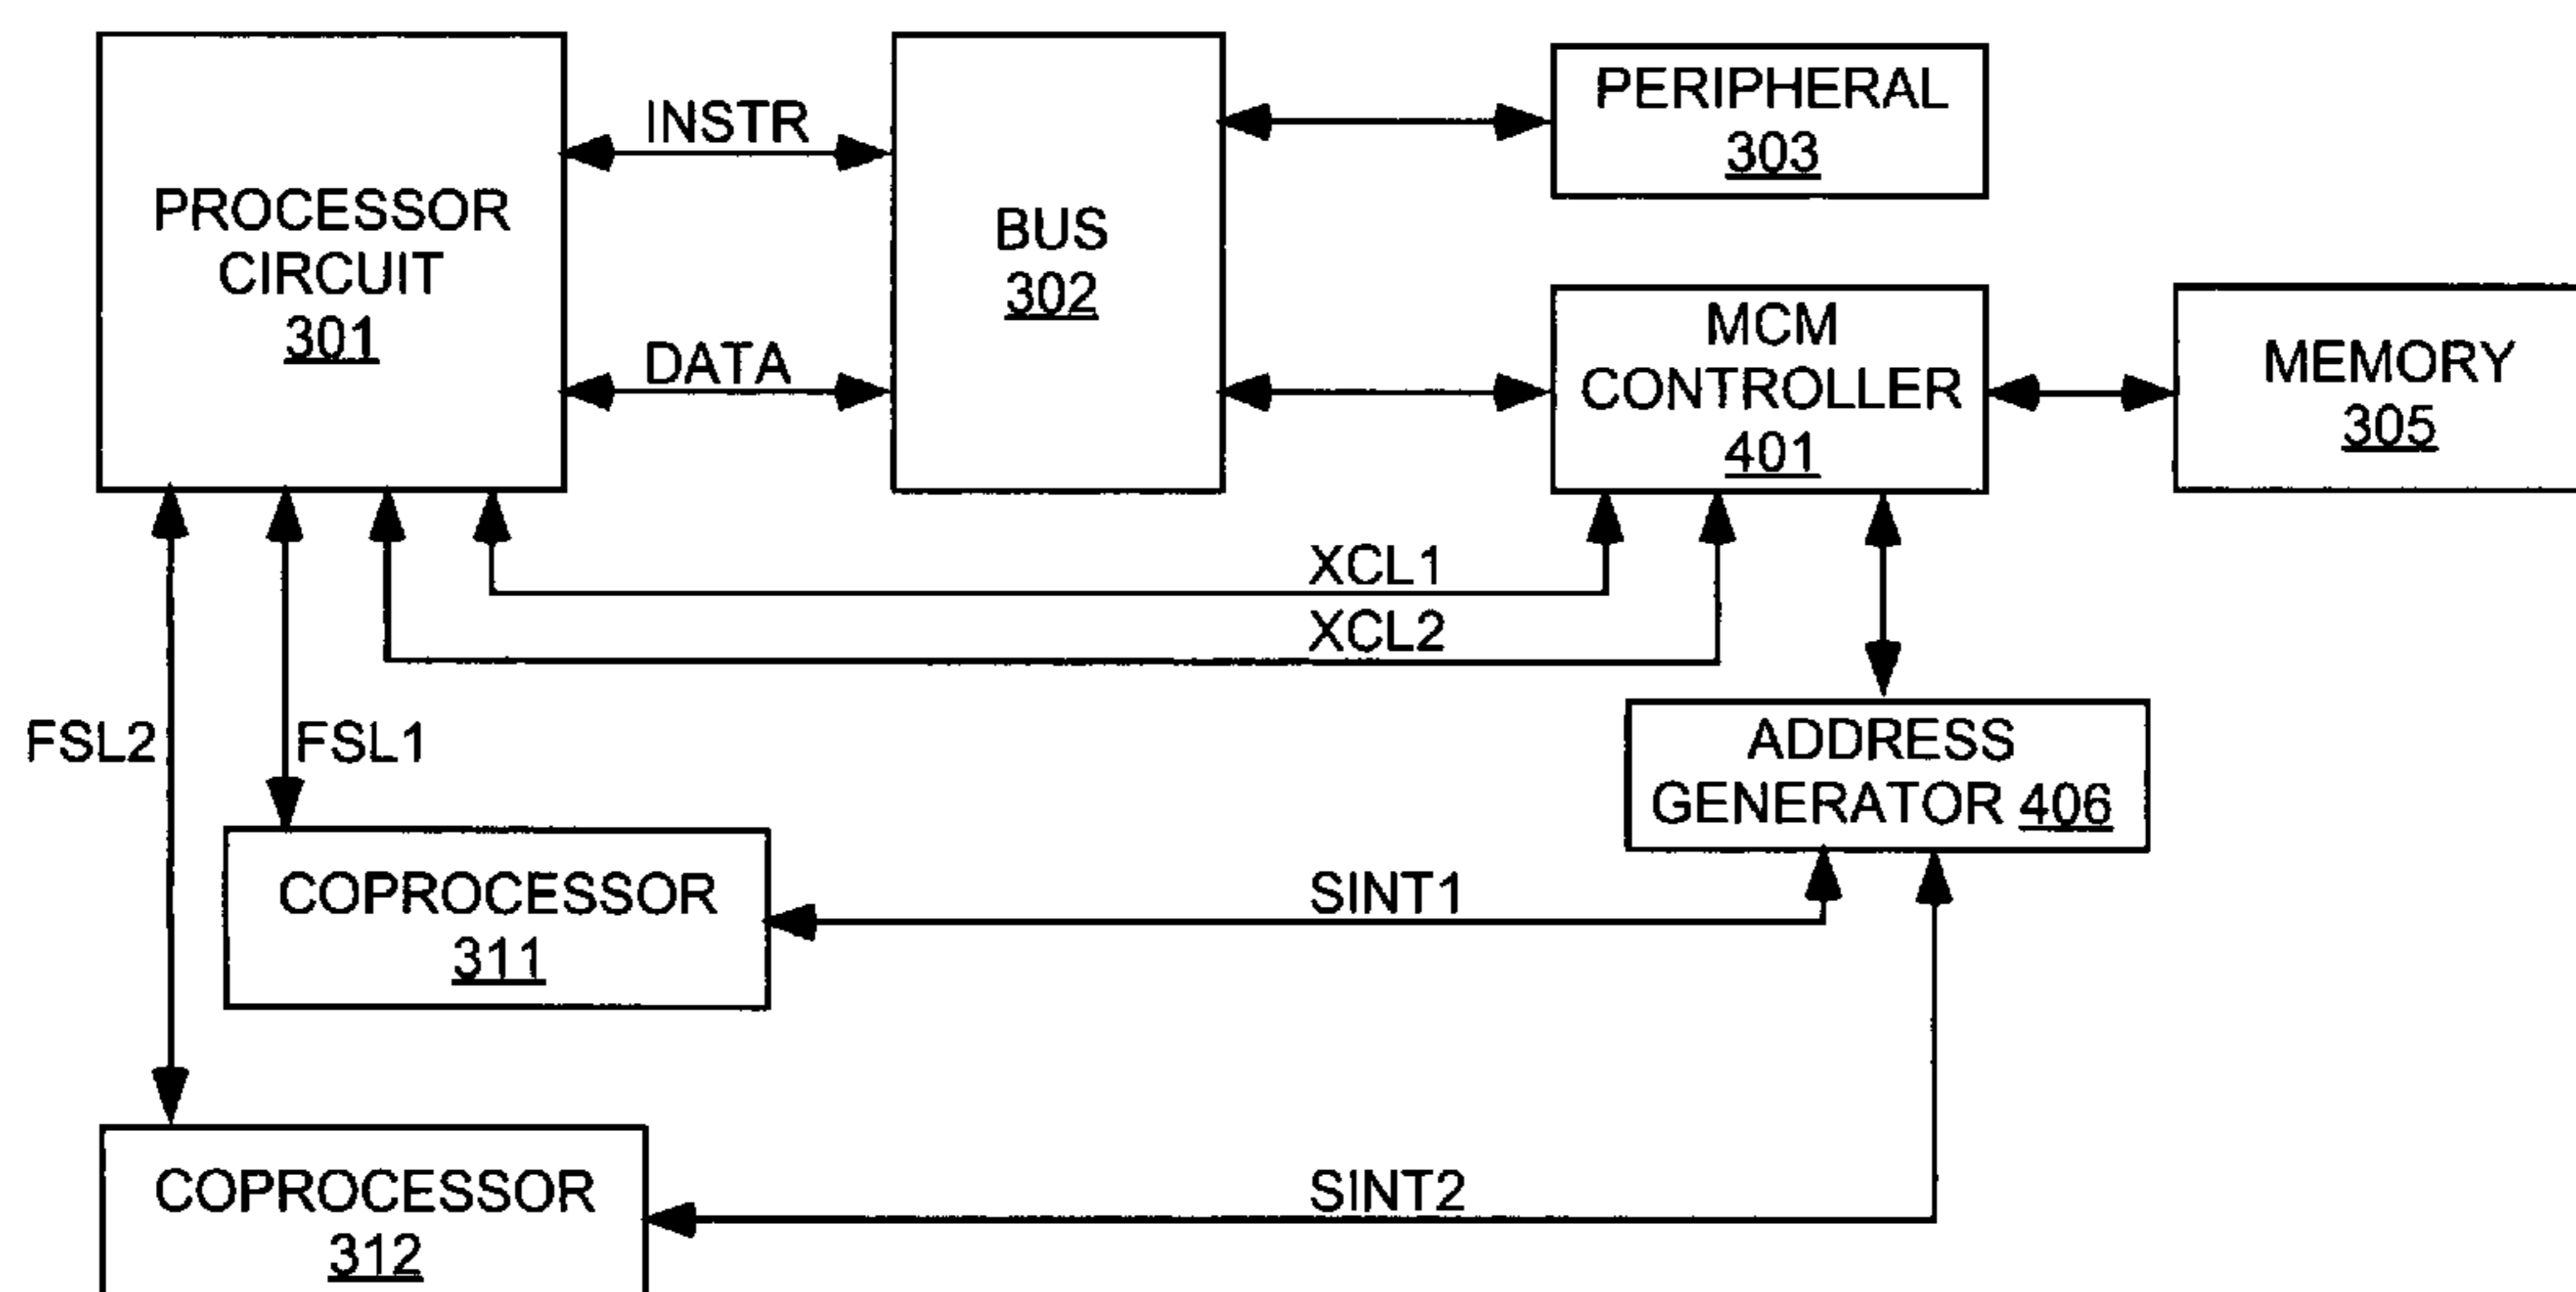 PROCESSOR
CIRCUIT
301
INSTR
DATA
BUS
302
PERIPHERAL
303
MCM
CONTROLLER
401
MEMORY
305
XCL1
XCL2
FSL2
FSL1
ADDRESS
GENERATOR 406
COPROCESSOR
311
SINT1
COPROCESSOR
312
SINT2